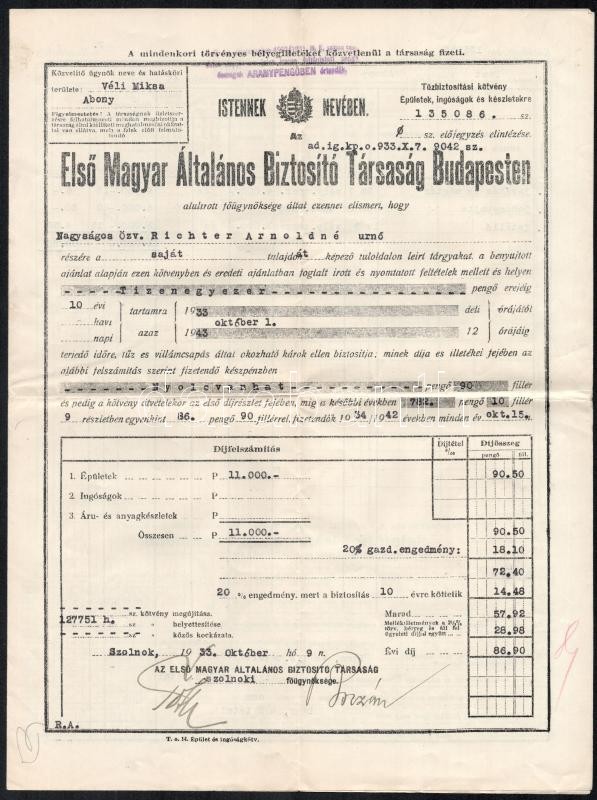 A mindenkori törvényes bélyegilletéket közvetlenül a társaság fizeti.
összegek ARANYPENGŐBEN értendők
Közvetítő ügynök neve és hatásköri
területe: Véli Miksa
Abony
Figyelmeztetés!
ISTENNEK NEVÉBEN.
Tűzbiztosítási kötvény
Épületek, ingóságok és készletekre
135086. sz.
sz. előjegyzés elintézése.
Az
ad.ig.kp.o.933.X.7. 9042 sz.
Első Magyar Általános Biztosító Társaság Budapesten
alulírott főügynöksége által ezennel elismeri, hogy
Nagyságos özv. Richter Arnoldné urnő
részére a saját tulajdonát képező túloldalon leírt tárgyakat, a benyújtott
ajánlat alapján ezen kötvényben és eredeti ajánlatban foglalt írott és nyomtatott feltételek mellett és helyen
Tizenegyezer pengő erejéig
10 évi tartamra 1933 déli órájától
havi október 1.
napi azaz 1943 12 órájáig
terjedő időre, tűz és villámcsapás által okozható károk ellen biztosítja; minek díja és illetékei fejében az
alábbi felszámítás szerint fizetendő készpénzben
Nyolcvanhat pengő 90 fillér
és pedig a kötvény átvételekor az első díjrészlet fejében, míg a későbbi években 782. pengő 10 fillér
9 részletben egyenkint 86. pengő 90 fillérrel, fizetendők 1934/1942 években minden év okt.15.
Díjfelszámítás Díjtétel ‰ Díjösszeg
pengő fill.
1. Épületek P 11.000.- 90.50
2. Ingóságok P
3. Áru- és anyagkészletek P
Összesen P 11.000.- 90.50
20% gazd.engedmény: 18.10
72.40
20 % engedmény, mert a biztosítás 10 évre köttetik 14.48
127751 h. sz. kötvény megújítása. Marad 57.92
sz. " helyettesítése
sz. " közös kockázata. 28.98
Szolnok, 1933. Október hó 9 n. Évi díj 86.90
AZ ELSŐ MAGYAR ÁLTALÁNOS BIZTOSÍTÓ TÁRSASÁG
szolnoki főügynöksége.
R.A.
T. o. 14. Épület és ingóságkötv.